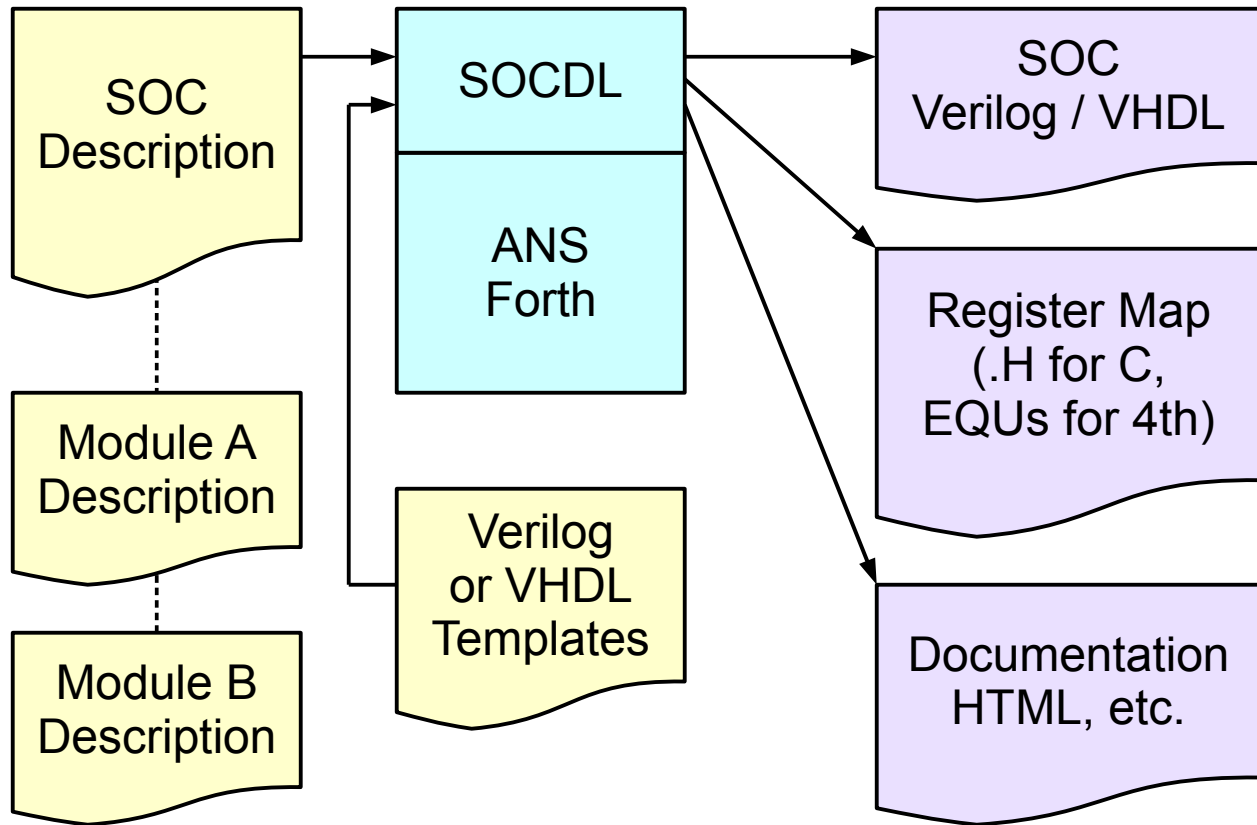 SOC
Description
Module A
Description
Module B
Description
SOCDL
ANS
Forth
Verilog
or VHDL
Templates
SOC
Verilog / VHDL
Register Map
(.H for C,
EQUs for 4th)
Documentation
HTML, etc.